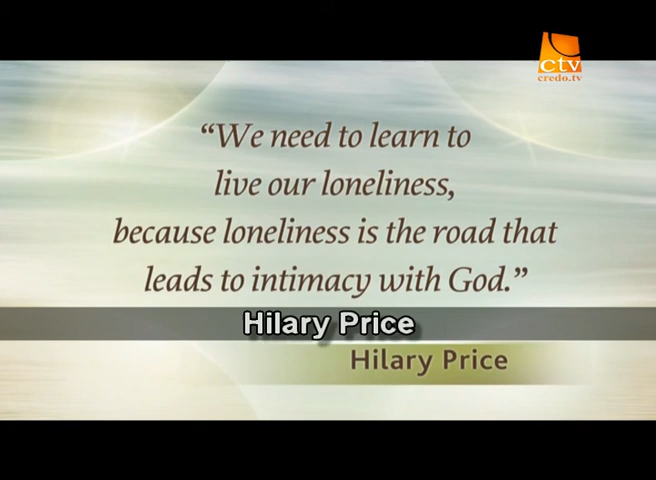 ctv
credo.tv
“We need to learn to
live our loneliness,
because loneliness is the road that
leads to intimacy with God.”
Hilary Price
Hilary Price